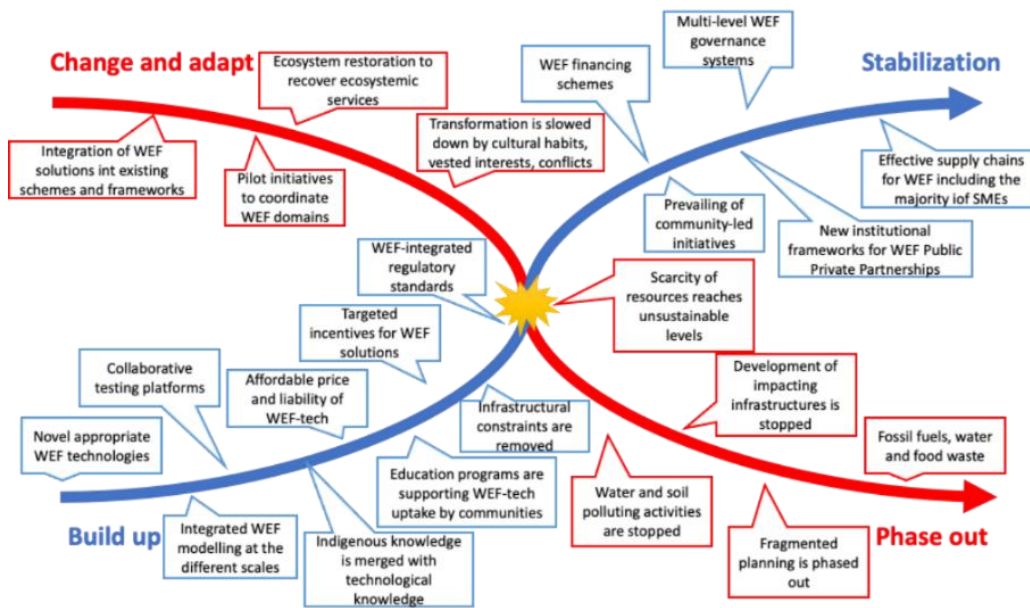 Change and adapt
Ecosystem restoration to
recover ecosystemic
services
WEF financing
schemes
Multi-level WEF
governance
systems
Stabilization
Integration of WEF
solutions int existing
schemes and frameworks
Pilot initiatives
to coordinate
WEF domains
Transformation is slowed
down by cultural habits,
vested interests, conflicts
Effective supply chains
for WEF including the
majority iof SMEs
Prevailing of
community-led
initiatives
New institutional
frameworks for WEF Public
Private Partnerships
WEF-integrated
regulatory
standards
Scarcity of
resources reaches
unsustainable
levels
Targeted
incentives for WEF
solutions
Collaborative
testing platforms
Affordable price
and liability of
WEF-tech
Development of
impacting
infrastructures is
stopped
Infrastructural
constraints are
removed
Novel appropriate
WEF technologies
Fossil fuels, water
and food waste
Education programs are
supporting WEF-tech
uptake by communities
Water and soil
polluting activities
are stopped
Build up
Integrated WEF
modelling at the
different scales
Indigenous knowledge
is merged with
technological
knowledge
Fragmented
planning is phased
out
Phase out